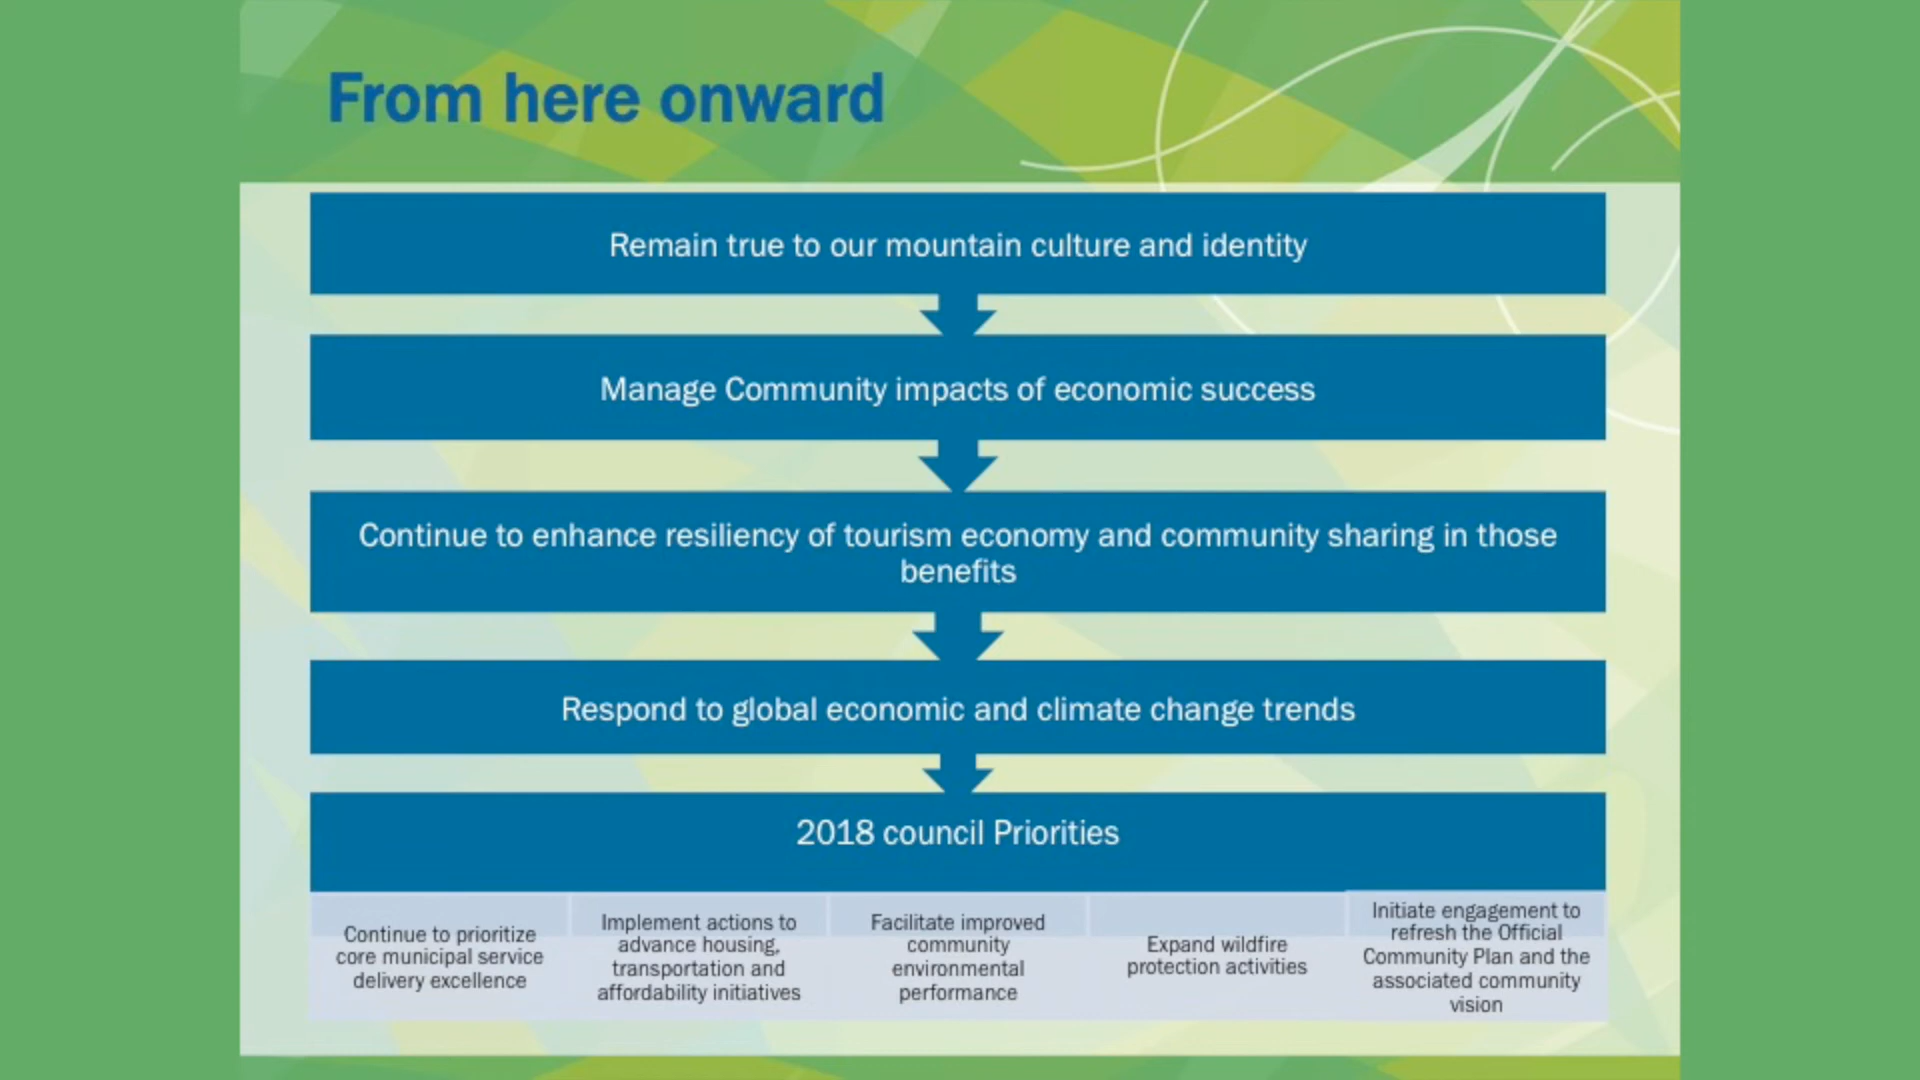 From here onward
Remain true to our mountain culture and identity
Manage Community impacts of economic success
Continue to enhance resiliency of tourism economy and community sharing in those
benefits
Respond to global economic and climate change trends
2018 council Priorities
Continue to prioritize
core municipal service
delivery excellence
Implement actions to
advance housing,
transportation and
affordability initiatives
Facilitate improved
community
environmental
performance
Expand wildfire
protection activities
Initiate engagement to
refresh the Official
Community Plan and the
associated community
vision